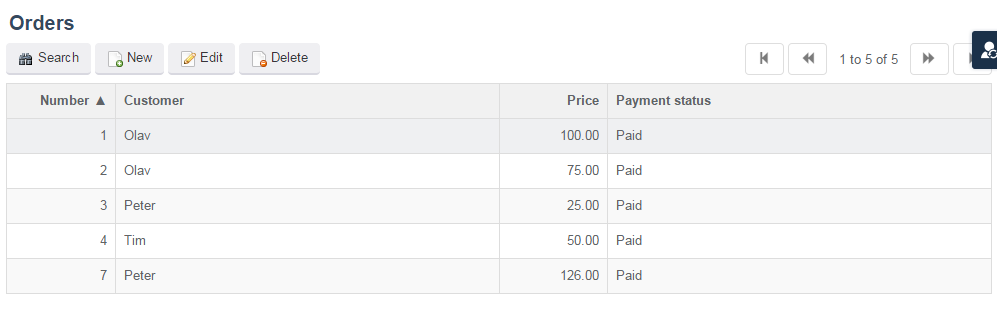 Orders
Search New Edit Delete 1 to 5 of 5
Number ▲ Customer Price Payment status
1 Olav 100.00 Paid
2 Olav 75.00 Paid
3 Peter 25.00 Paid
4 Tim 50.00 Paid
7 Peter 126.00 Paid